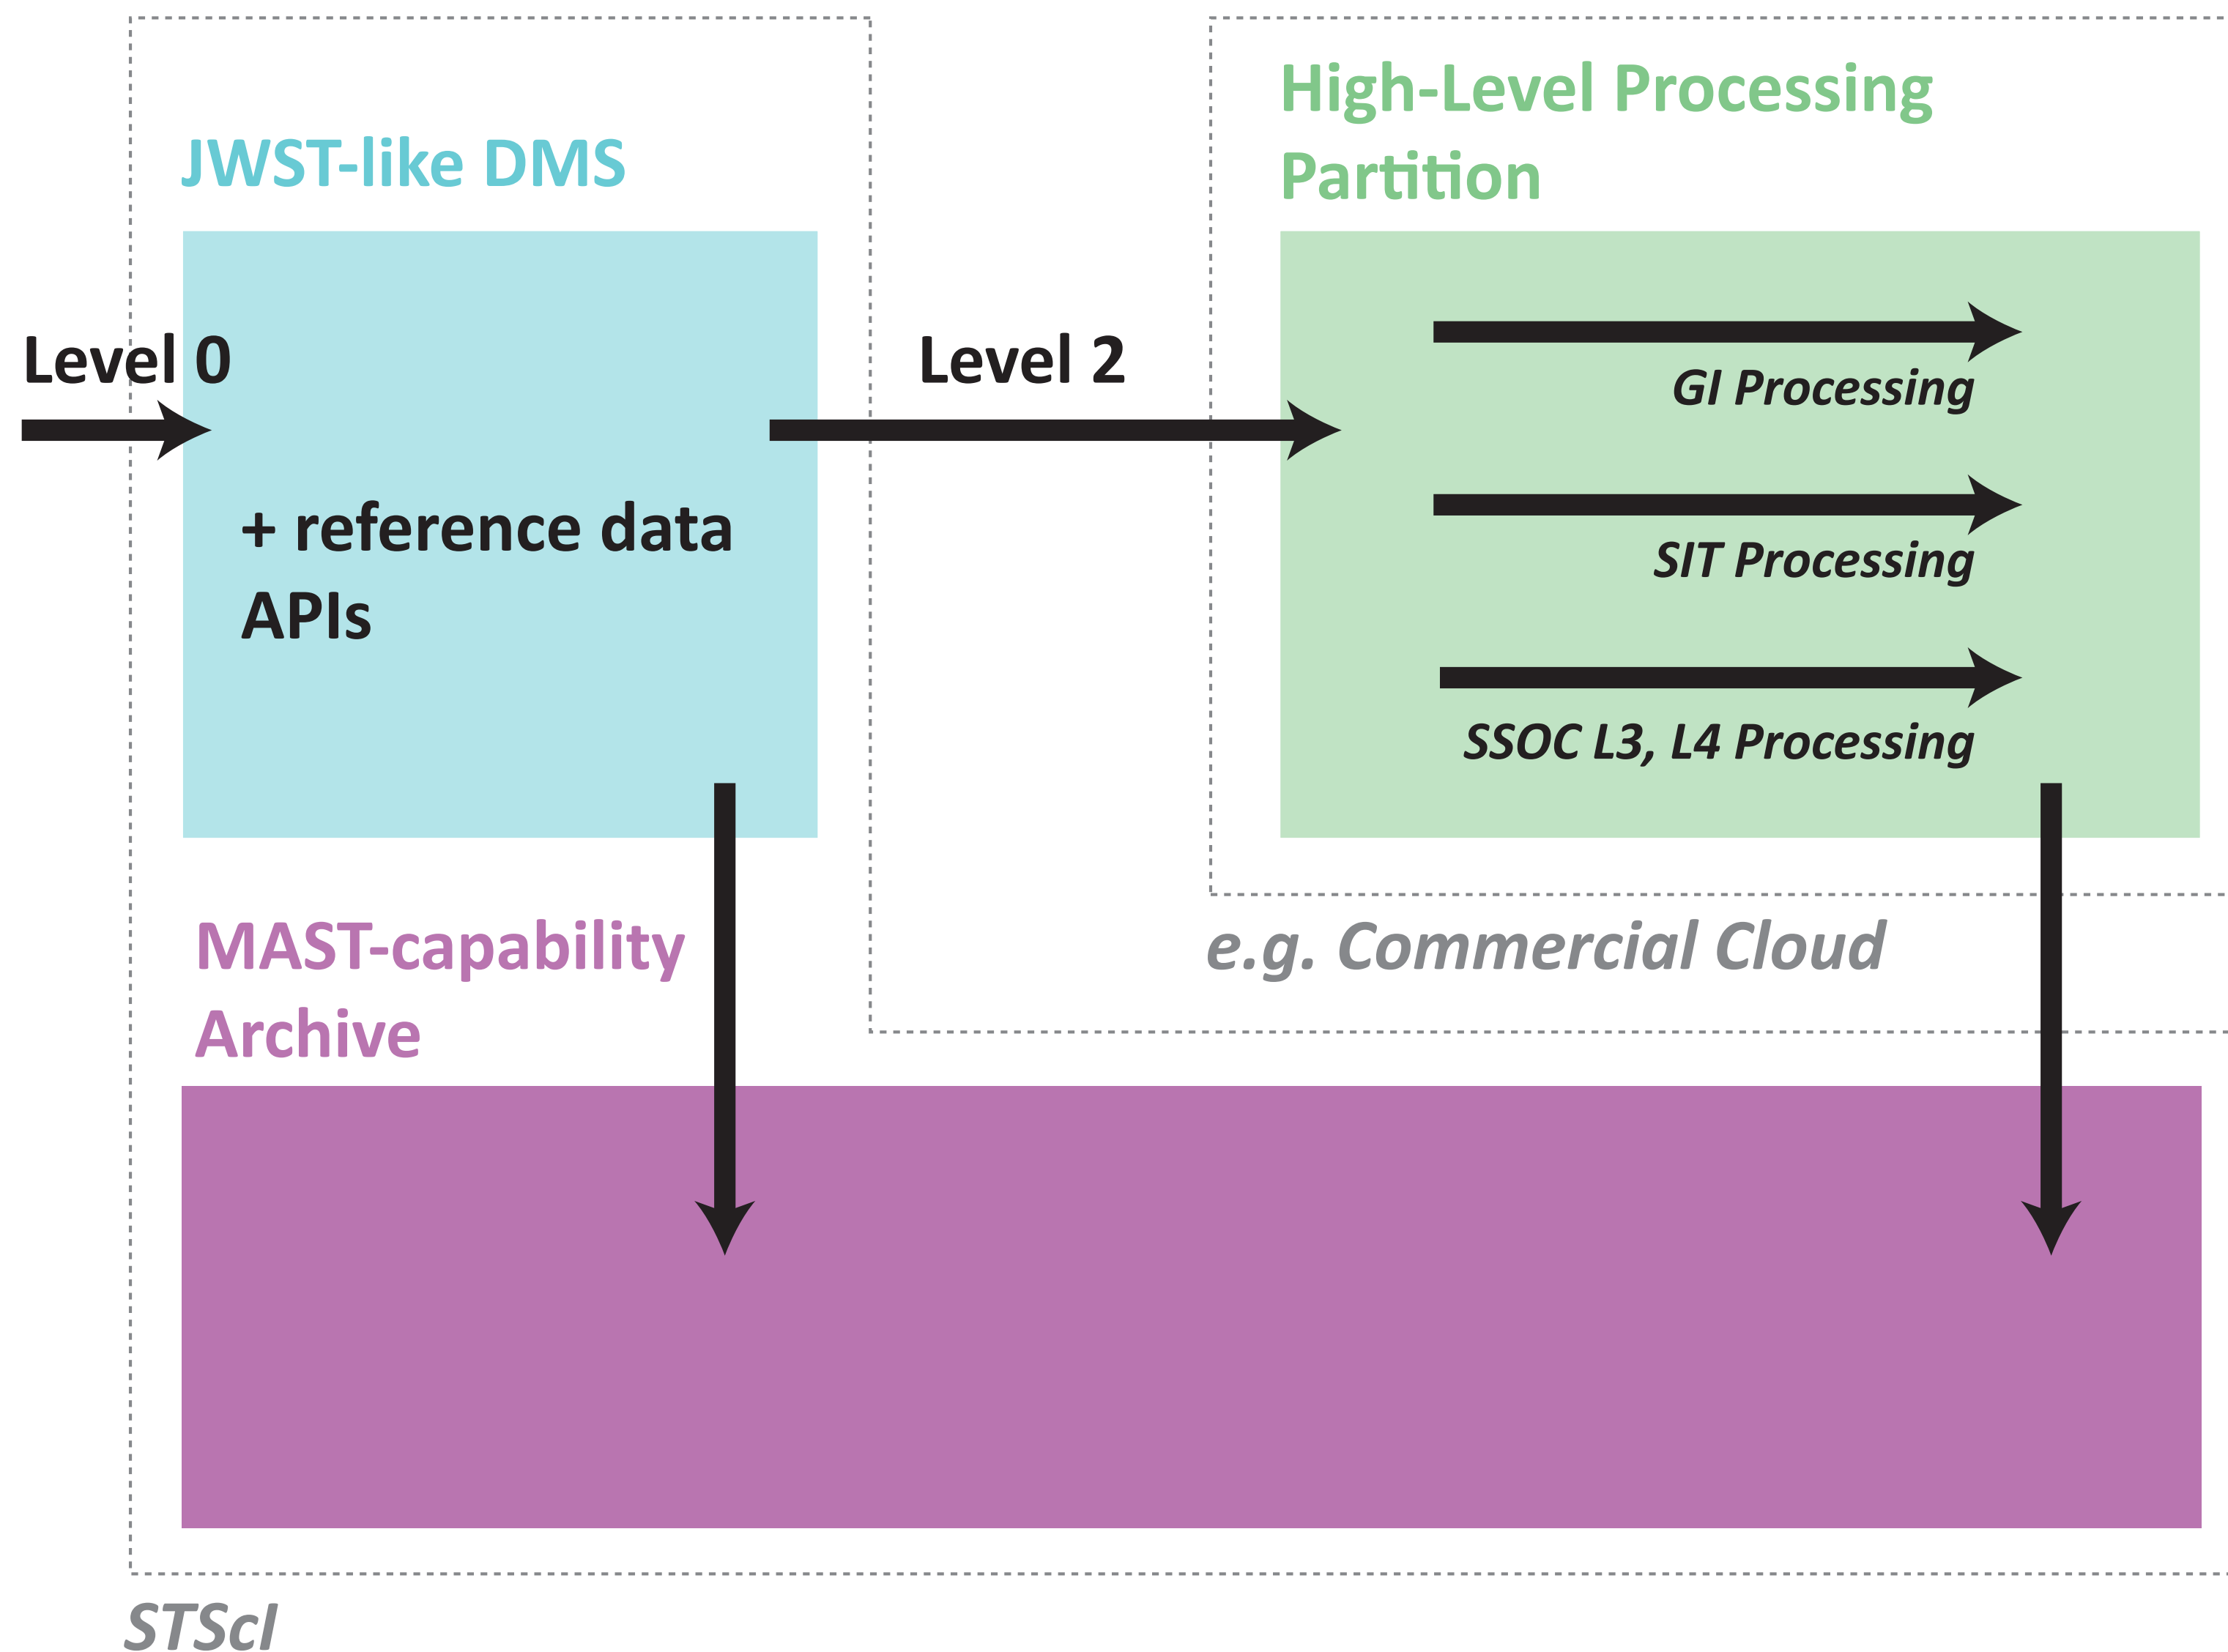 JWST-like DMS
High-Level Processing
Partition
Level 0
Level 2
+ reference data
APIs
GI Processing
SIT Processing
SSOC L3, L4 Processing
MAST-capability
Archive
e.g. Commercial Cloud
STScI